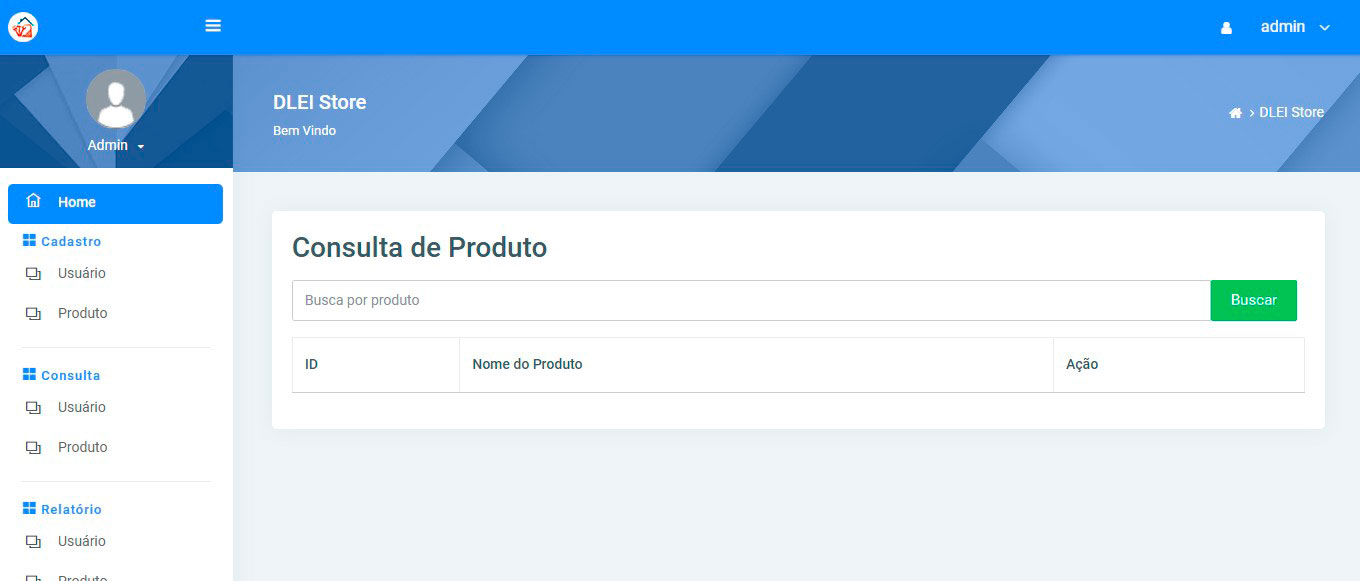 admin
DLEI Store
Bem Vindo
DLEI Store
Admin
Home
Cadastro
Usuário
Produto
Consulta
Usuário
Produto
Relatório
Usuário
Produto
Consulta de Produto
Busca por produto
Buscar
ID Nome do Produto Ação